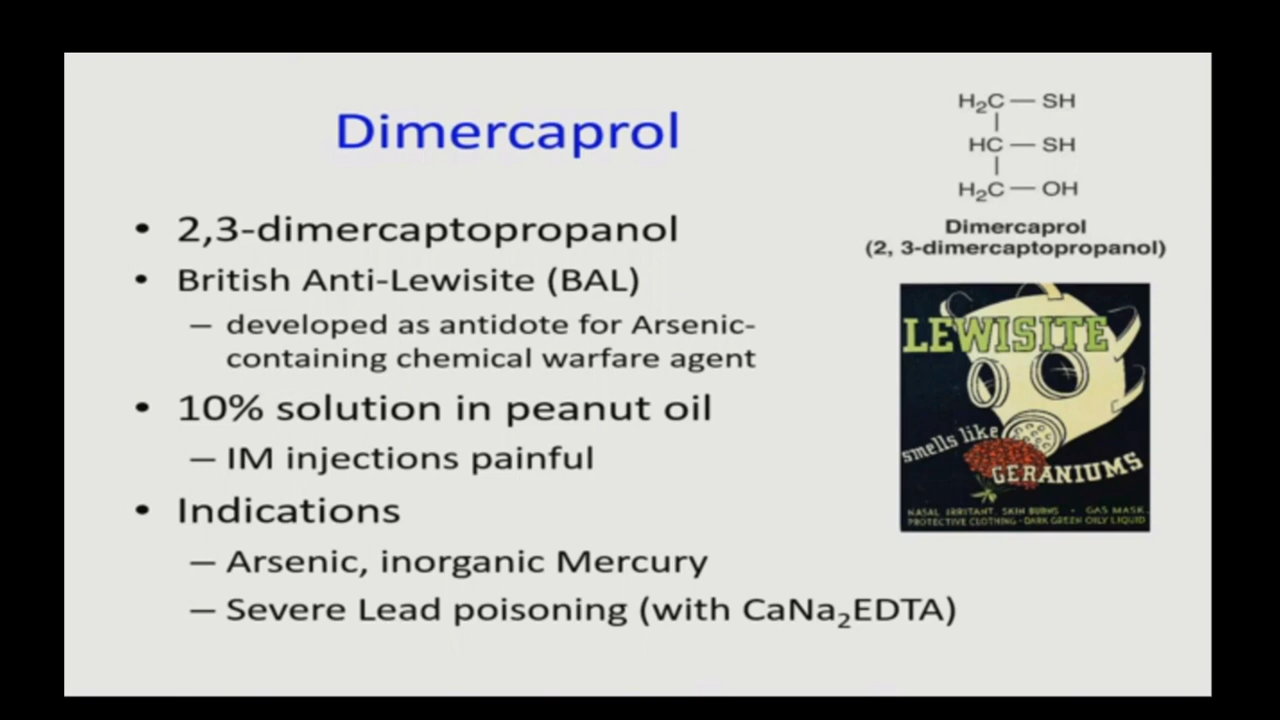 Dimercaprol
• 2,3-dimercaptopropanol
• British Anti-Lewisite (BAL)
– developed as antidote for Arsenic-
containing chemical warfare agent
• 10% solution in peanut oil
– IM injections painful
• Indications
– Arsenic, inorganic Mercury
– Severe Lead poisoning (with CaNa₂EDTA)
H₂C — SH
HC — SH
H₂C — OH
Dimercaprol
(2, 3-dimercaptopropanol)
LEWISITE
smells like
GERANIUMS
NASAL IRRITANT, SKIN BURNS - GAS MASK,
PROTECTIVE CLOTHING - DARK GREEN OILY LIQUID